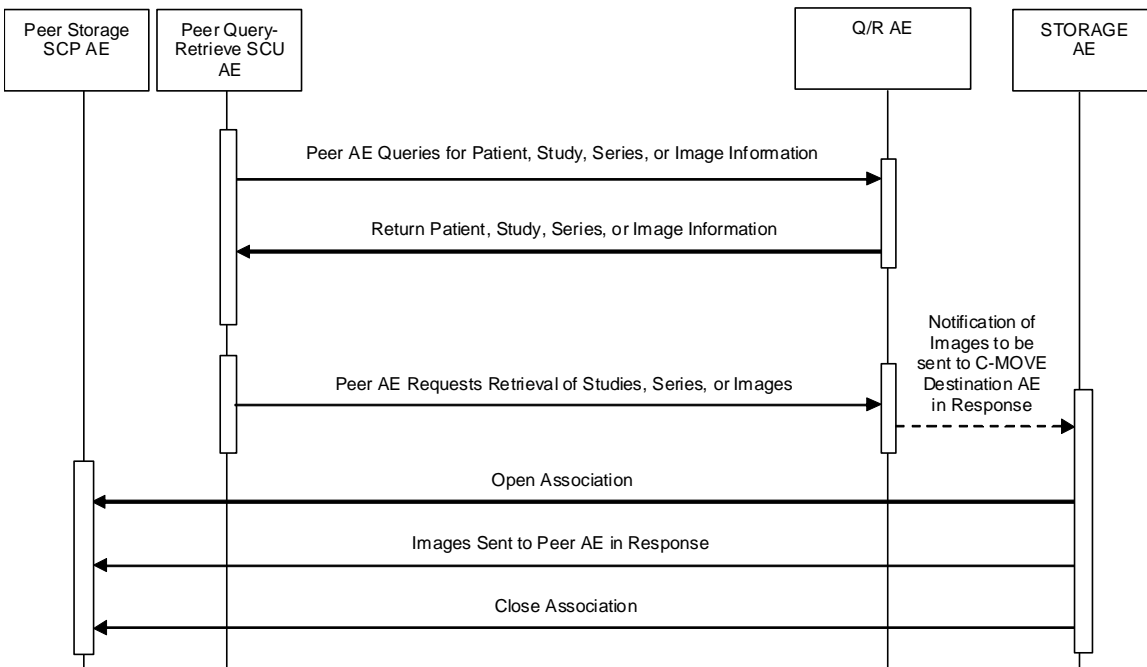 Peer Storage
SCP AE
Peer Query-
Retrieve SCU
AE
Q/R AE
STORAGE
AE
Peer AE Queries for Patient, Study, Series, or Image Information
Return Patient, Study, Series, or Image Information
Notification of
Images to be
sent to C-MOVE
Destination AE
in Response
Peer AE Requests Retrieval of Studies, Series, or Images
Open Association
Images Sent to Peer AE in Response
Close Association